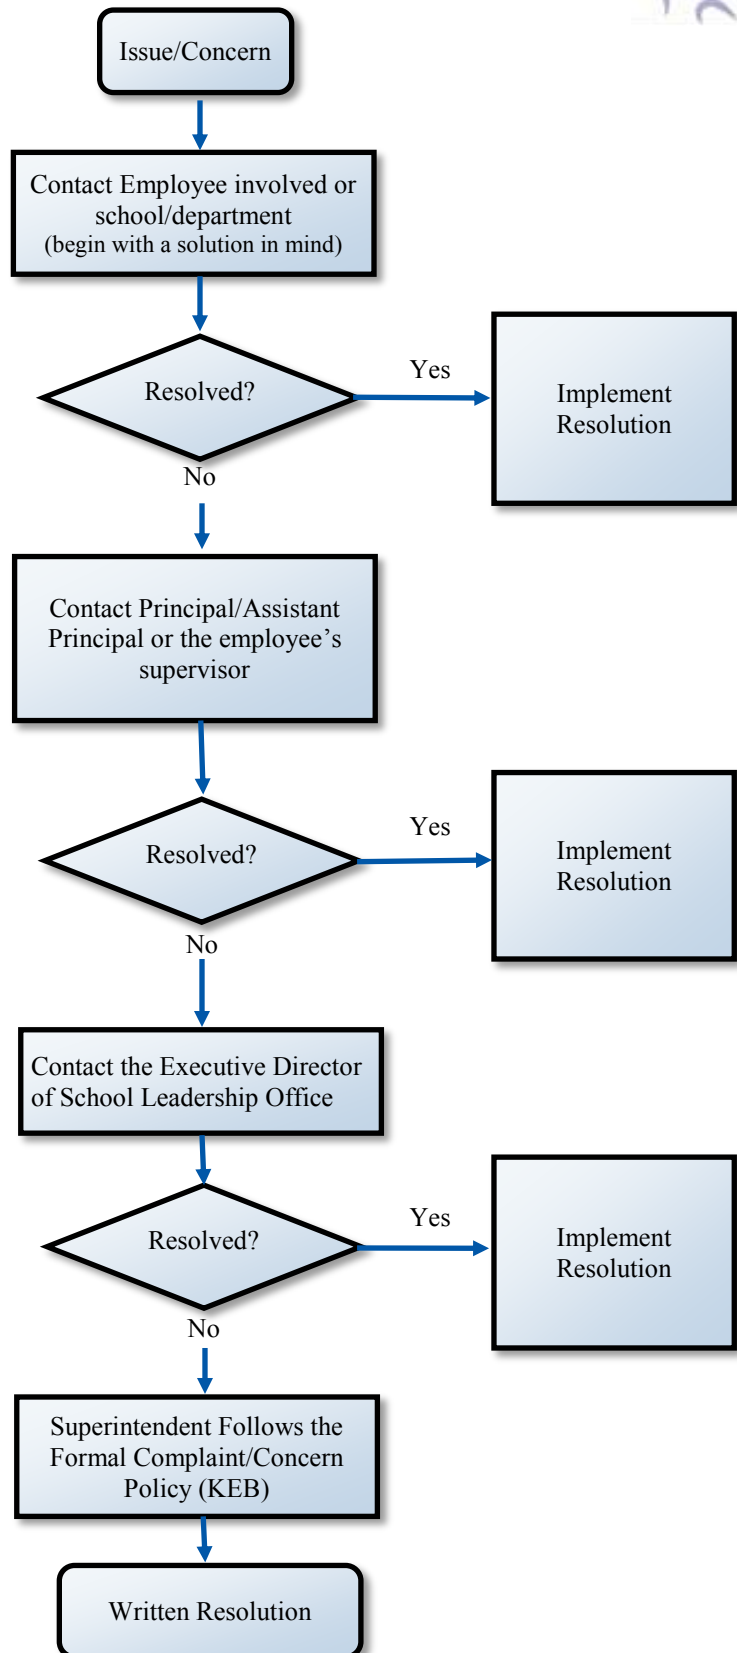 Issue/Concern
Contact Employee involved or
school/department
(begin with a solution in mind)
Resolved?
Yes
Implement
Resolution
No
Contact Principal/Assistant
Principal or the employee’s
supervisor
Resolved?
Yes
Implement
Resolution
No
Contact the Executive Director
of School Leadership Office
Resolved?
Yes
Implement
Resolution
No
Superintendent Follows the
Formal Complaint/Concern
Policy (KEB)
Written Resolution